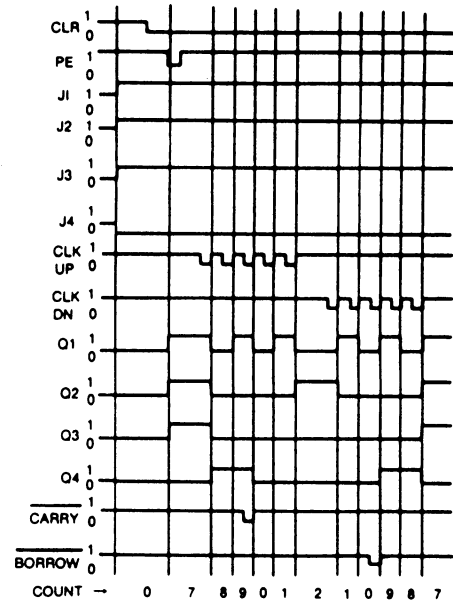 CLR 1
0
PE 1
0
J1 1
0
J2 1
0
J3 1
0
J4 1
0
CLK UP 1
0
CLK DN 1
0
Q1 1
0
Q2 1
0
Q3 1
0
Q4 1
0
CARRY 1
0
BORROW 1
0
COUNT → 0 7 8 9 0 1 2 1 0 9 8 7